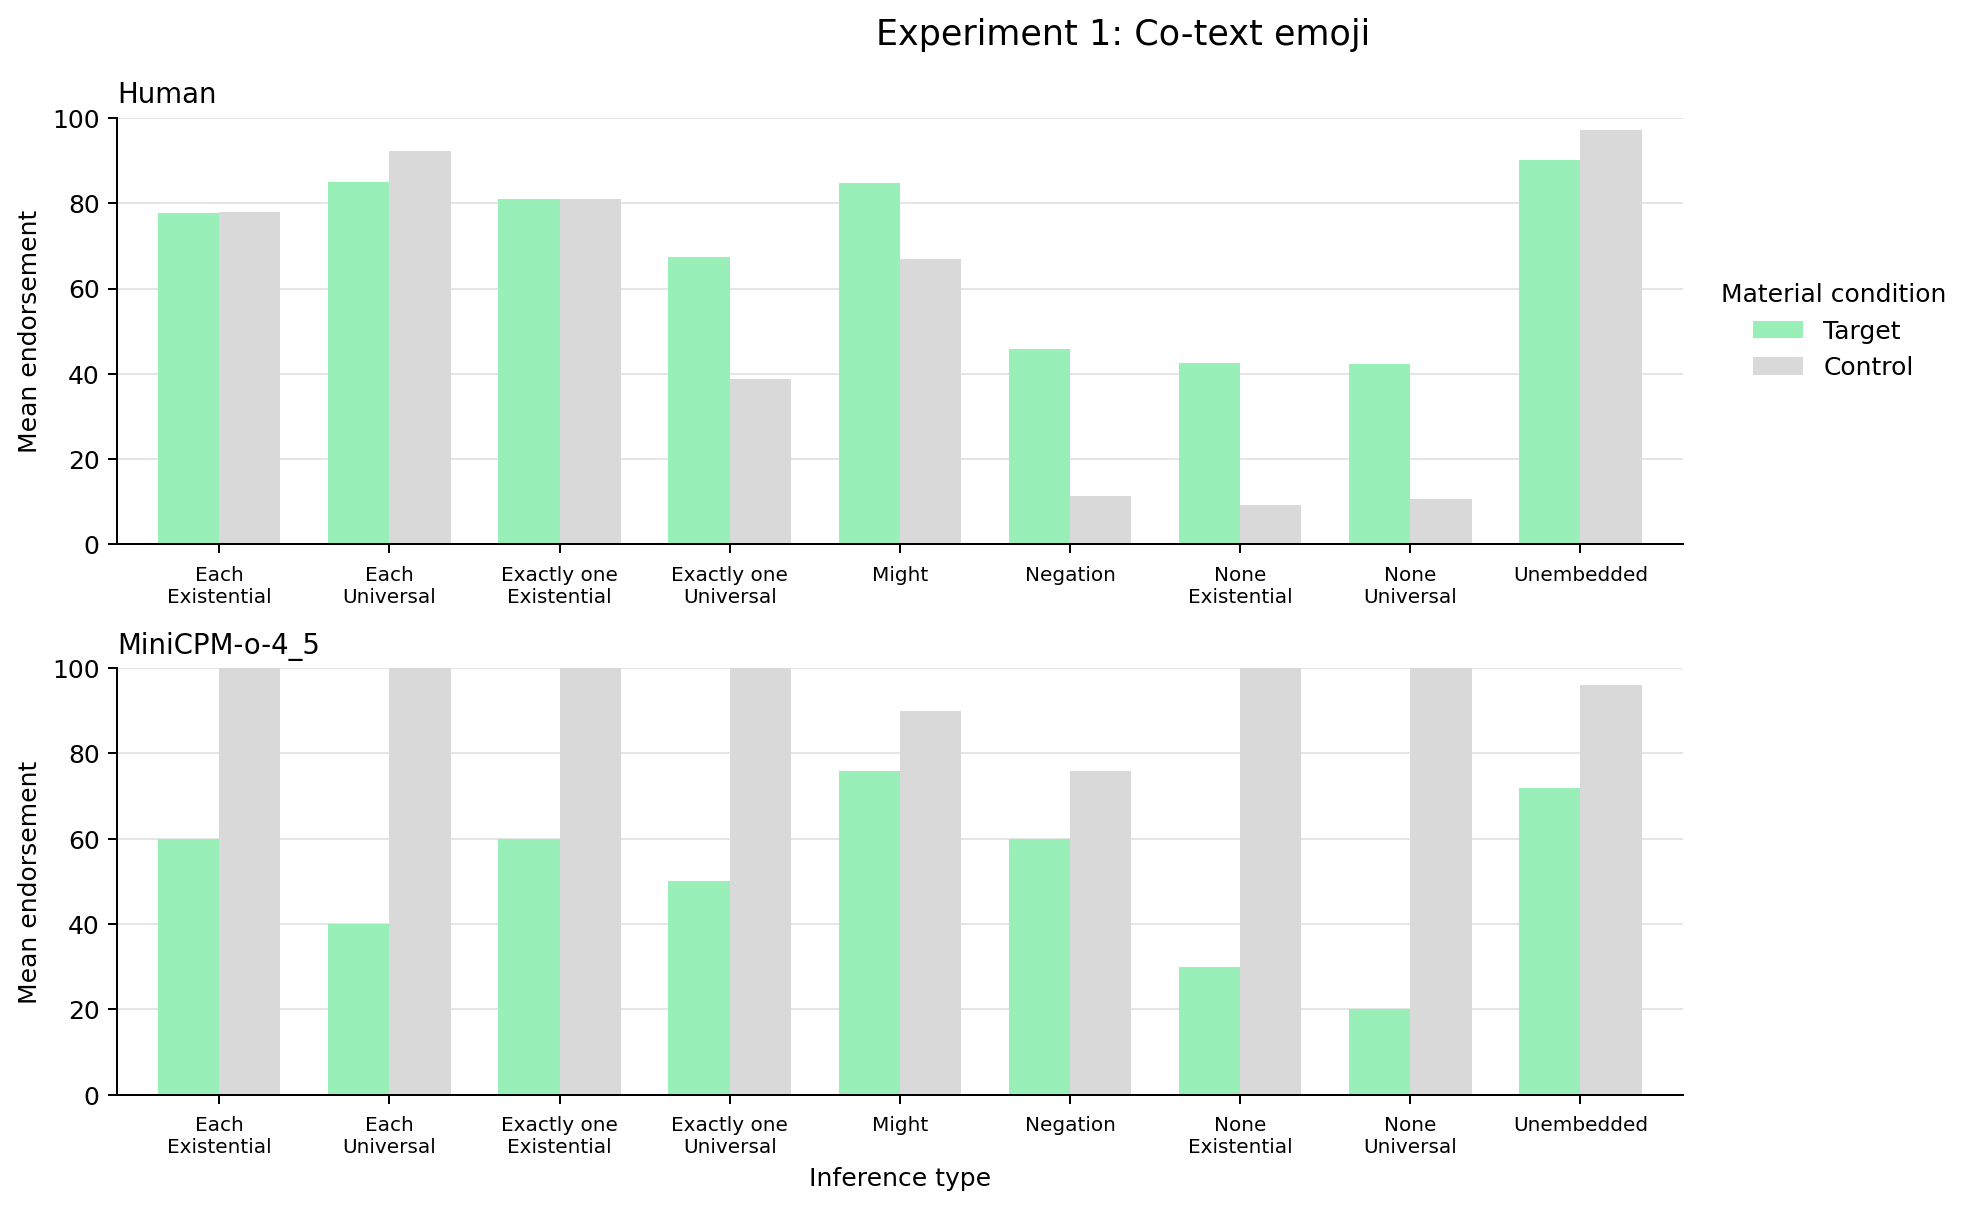 Experiment 1: Co-text emoji
Human
Mean endorsement
100
80
60
40
20
0
Each Existential
Each Universal
Exactly one Existential
Exactly one Universal
Might
Negation
None Existential
None Universal
Unembedded
Material condition
Target
Control
MiniCPM-o-4_5
Mean endorsement
100
80
60
40
20
0
Each Existential
Each Universal
Exactly one Existential
Exactly one Universal
Might
Negation
None Existential
None Universal
Unembedded
Inference type